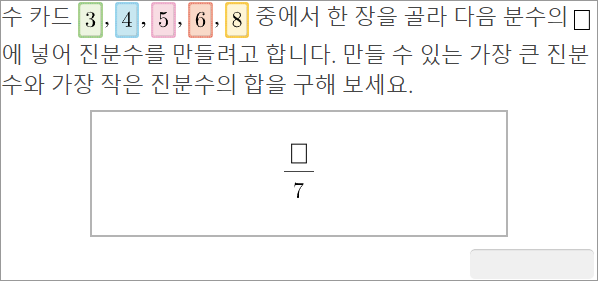 수 카드 3, 4, 5, 6, 8 중에서 한 장을 골라 다음 분수의 □
에 넣어 진분수를 만들려고 합니다. 만들 수 있는 가장 큰 진분
수와 가장 작은 진분수의 합을 구해 보세요.
□
7